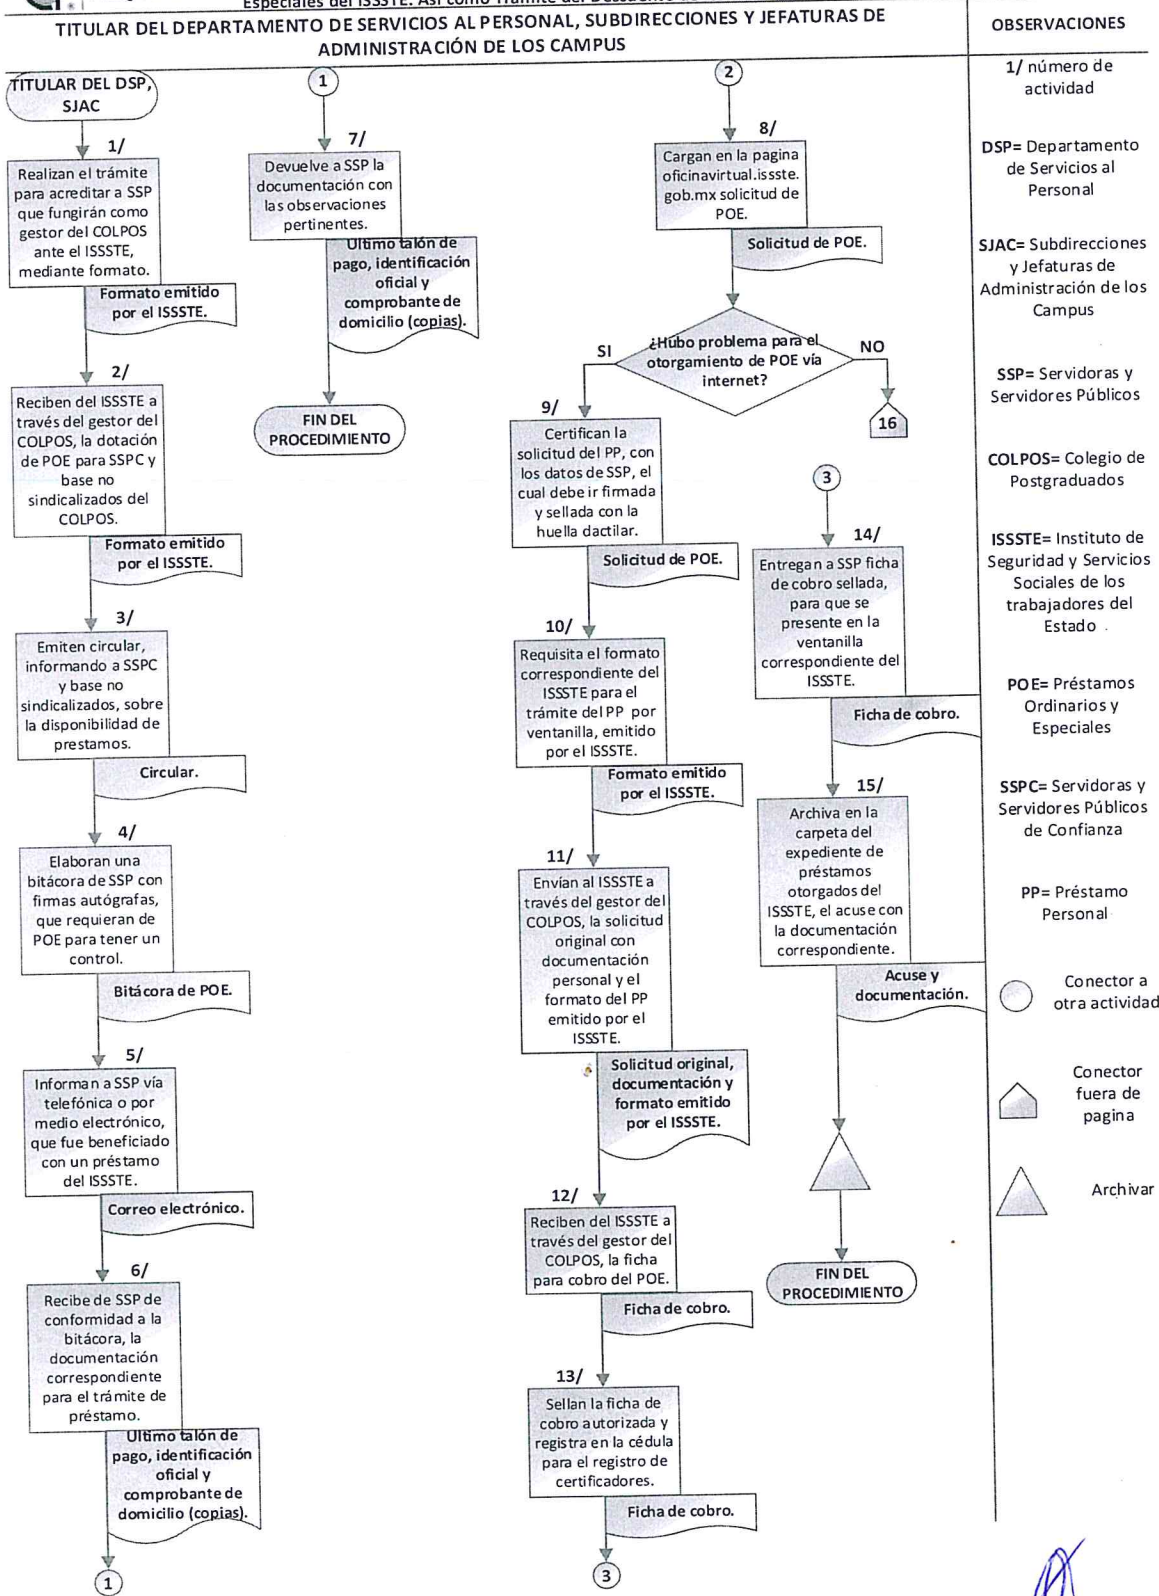 Especiales del ISSSTE. Así como Trámite del Descuento
TITULAR DEL DEPARTAMENTO DE SERVICIOS AL PERSONAL, SUBDIRECCIONES Y JEFATURAS DE
ADMINISTRACIÓN DE LOS CAMPUS
TITULAR DEL DSP,
SJAC
1/
Realizan el trámite
para acreditar a SSP
que fungirán como
gestor del COLPOS
ante el ISSSTE,
mediante formato.
Formato emitido
por el ISSSTE.
2/
Reciben del ISSSTE a
través del gestor del
COLPOS, la dotación
de POE para SSPC y
base no
sindicalizados del
COLPOS.
Formato emitido
por el ISSSTE.
3/
Emiten circular,
informando a SSPC
y base no
sindicalizados, sobre
la disponibilidad de
prestamos.
Circular.
4/
Elaboran una
bitácora de SSP con
firmas autógrafas,
que requieran de
POE para tener un
control.
Bitácora de POE.
5/
Informan a SSP vía
telefónica o por
medio electrónico,
que fue beneficiado
con un préstamo
del ISSSTE.
Correo electrónico.
6/
Recibe de SSP de
conformidad a la
bitácora, la
documentación
correspondiente
para el trámite de
préstamo.
Ultimo talón de
pago, identificación
oficial y
comprobante de
domicilio (copias).
1
1
7/
Devuelve a SSP la
documentación con
las observaciones
pertinentes.
Ultimo talón de
pago, identificación
oficial y
comprobante de
domicilio (copias).
FIN DEL
PROCEDIMIENTO
2
8/
Cargan en la pagina
oficinavirtual.issste.
gob.mx solicitud de
POE.
Solicitud de POE.
¿Hubo problema para el
otorgamiento de POE vía
internet?
SI
NO
16
9/
Certifican la
solicitud del PP, con
los datos de SSP, el
cual debe ir firmada
y sellada con la
huella dactilar.
Solicitud de POE.
10/
Requisita el formato
correspondiente del
ISSSTE para el
trámite del PP por
ventanilla, emitido
por el ISSSTE.
Formato emitido
por el ISSSTE.
11/
Envían al ISSSTE a
través del gestor del
COLPOS, la solicitud
original con
documentación
personal y el
formato del PP
emitido por el
ISSSTE.
Solicitud original,
documentación y
formato emitido
por el ISSSTE.
12/
Reciben del ISSSTE a
través del gestor del
COLPOS, la ficha
para cobro del POE.
Ficha de cobro.
13/
Sellan la ficha de
cobro autorizada y
registra en la cédula
para el registro de
certificadores.
Ficha de cobro.
3
3
14/
Entregan a SSP ficha
de cobro sellada,
para que se
presente en la
ventanilla
correspondiente del
ISSSTE.
Ficha de cobro.
15/
Archiva en la
carpeta del
expediente de
préstamos
otorgados del
ISSSTE, el acuse con
la documentación
correspondiente.
Acuse y
documentación.
FIN DEL
PROCEDIMIENTO
OBSERVACIONES
1/ número de
actividad
DSP= Departamento
de Servicios al
Personal
SJAC= Subdirecciones
y Jefaturas de
Administración de los
Campus
SSP= Servidoras y
Servidores Públicos
COLPOS= Colegio de
Postgraduados
ISSSTE= Instituto de
Seguridad y Servicios
Sociales de los
trabajadores del
Estado
POE= Préstamos
Ordinarios y
Especiales
SSPC= Servidoras y
Servidores Públicos
de Confianza
PP= Préstamo
Personal
Conector a
otra actividad
Conector
fuera de
pagina
Archivar